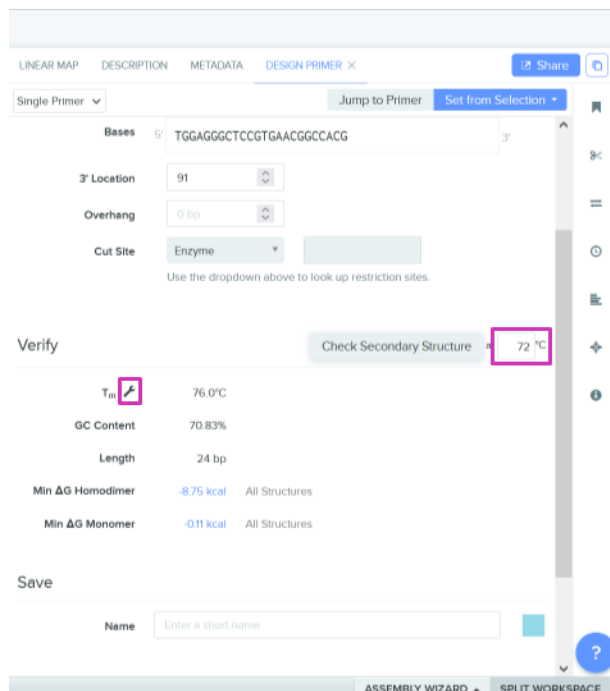 LINEAR MAP DESCRIPTION METADATA DESIGN PRIMER × Share
Single Primer Jump to Primer Set from Selection
Bases 5' TGGAGGGCTCCGTGAACGGCCACG 3'
3' Location 91
Overhang 0 bp
Cut Site Enzyme
Use the dropdown above to look up restriction sites.
Verify Check Secondary Structure 72 °C
Tm 76.0°C
GC Content 70.83%
Length 24 bp
Min ΔG Homodimer -8.75 kcal All Structures
Min ΔG Monomer -0.11 kcal All Structures
Save
Name Enter a short name
?
ASSEMBLY WIZARD SPLIT WORKSPACE